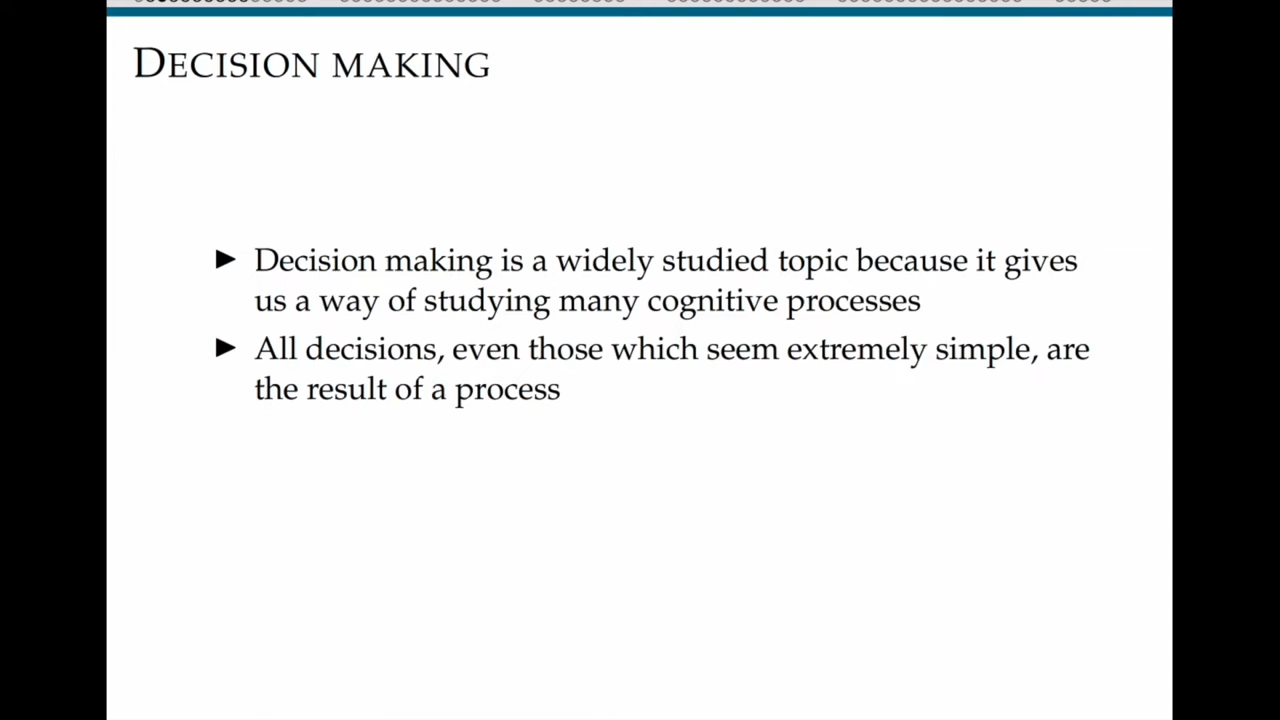 DECISION MAKING
▶ Decision making is a widely studied topic because it gives
us a way of studying many cognitive processes
▶ All decisions, even those which seem extremely simple, are
the result of a process